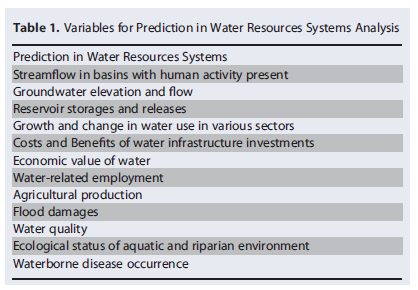 Table 1. Variables for Prediction in Water Resources Systems Analysis
Prediction in Water Resources Systems
Streamflow in basins with human activity present
Groundwater elevation and flow
Reservoir storages and releases
Growth and change in water use in various sectors
Costs and Benefits of water infrastructure investments
Economic value of water
Water-related employment
Agricultural production
Flood damages
Water quality
Ecological status of aquatic and riparian environment
Waterborne disease occurrence